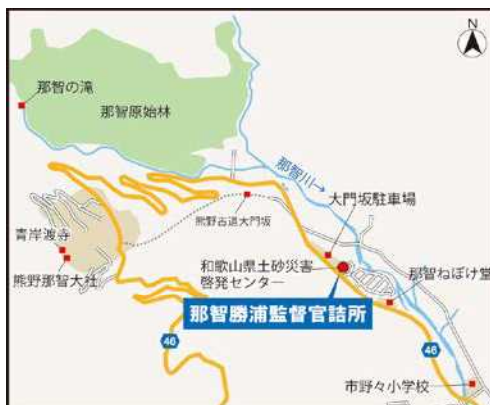 N
那智の滝
那智原始林
那智川→
大門坂駐車場
熊野古道大門坂
青岸渡寺
熊野那智大社
和歌山県土砂災害
啓発センター
那智ねぼけ堂
那智勝浦監督官詰所
46
46
市野々小学校